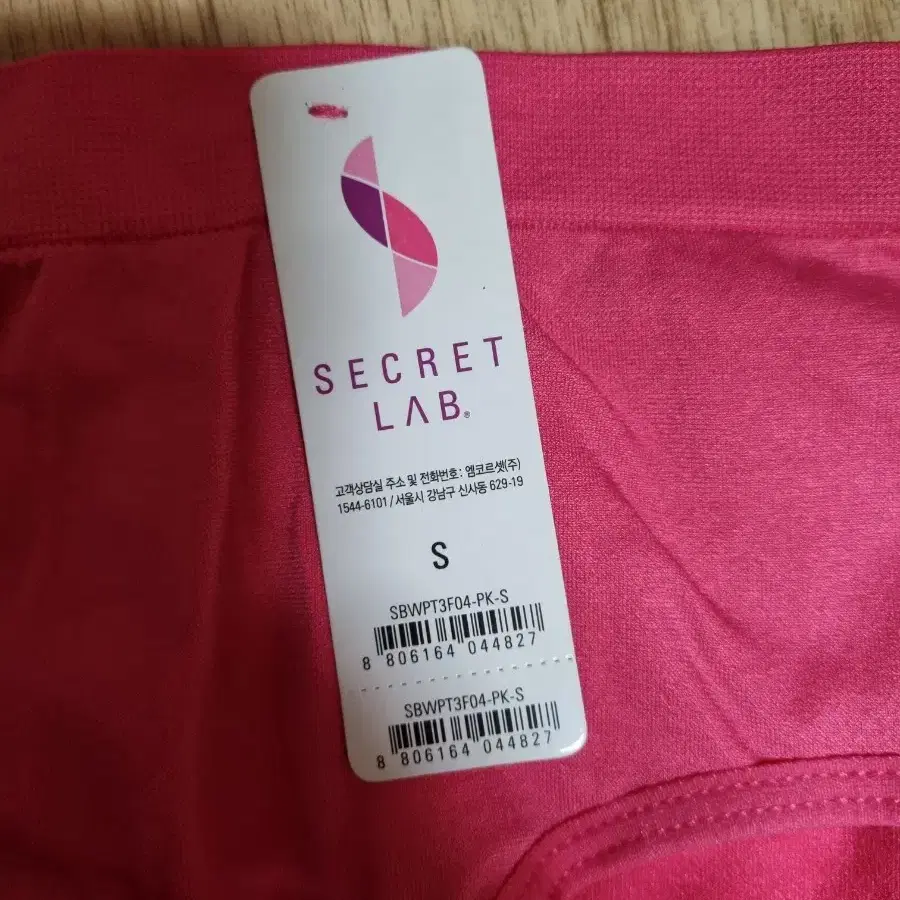 SECRET
LAB®
고객상담실 주소 및 전화번호: 엠코르셋(주)
1544-6101 / 서울시 강남구 신사동 629-19
S
SBWPT3F04-PK-S
8 806164 044827
SBWPT3F04-PK-S
8 806164 044827